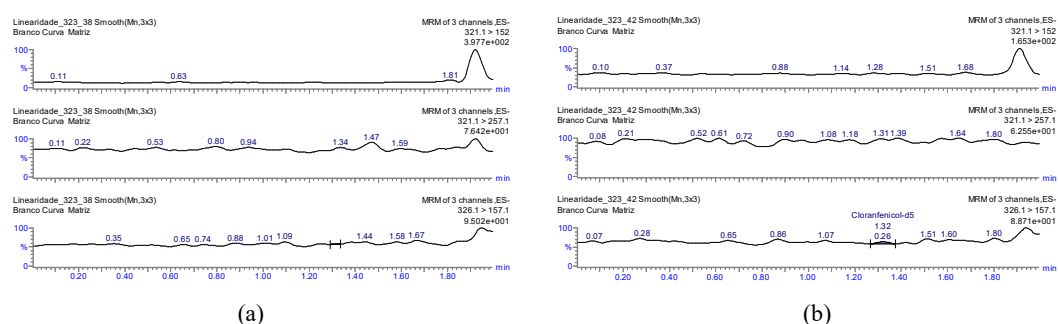 Linearidade_323_38 Smooth(Mn,3x3)
Branco Curva Matriz
MRM of 3 channels,ES-
321.1 > 152
3.977e+002
100
%
0
0.11 0.63 1.81
min
Linearidade_323_38 Smooth(Mn,3x3)
Branco Curva Matriz
MRM of 3 channels,ES-
321.1 > 257.1
7.642e+001
100
%
0
0.11 0.22 0.53 0.80 0.94 1.34 1.47 1.59
min
Linearidade_323_38 Smooth(Mn,3x3)
Branco Curva Matriz
MRM of 3 channels,ES-
326.1 > 157.1
9.502e+001
100
%
0
0.35 0.65 0.74 0.88 1.01 1.09 1.44 1.58 1.67
min
0.20 0.40 0.60 0.80 1.00 1.20 1.40 1.60 1.80
(a)
Linearidade_323_42 Smooth(Mn,3x3)
Branco Curva Matriz
MRM of 3 channels,ES-
321.1 > 152
1.653e+002
100
%
0
0.10 0.37 0.88 1.14 1.28 1.51 1.68
min
Linearidade_323_42 Smooth(Mn,3x3)
Branco Curva Matriz
MRM of 3 channels,ES-
321.1 > 257.1
6.255e+001
100
%
0
0.08 0.21 0.52 0.61 0.72 0.90 1.08 1.18 1.31 1.39 1.64 1.80
min
Linearidade_323_42 Smooth(Mn,3x3)
Branco Curva Matriz
MRM of 3 channels,ES-
326.1 > 157.1
8.871e+001
Cloranfenicol-d5
1.32
0.26
100
%
0
0.07 0.28 0.65 0.86 1.07 1.51 1.60 1.80
min
0.20 0.40 0.60 0.80 1.00 1.20 1.40 1.60 1.80
(b)